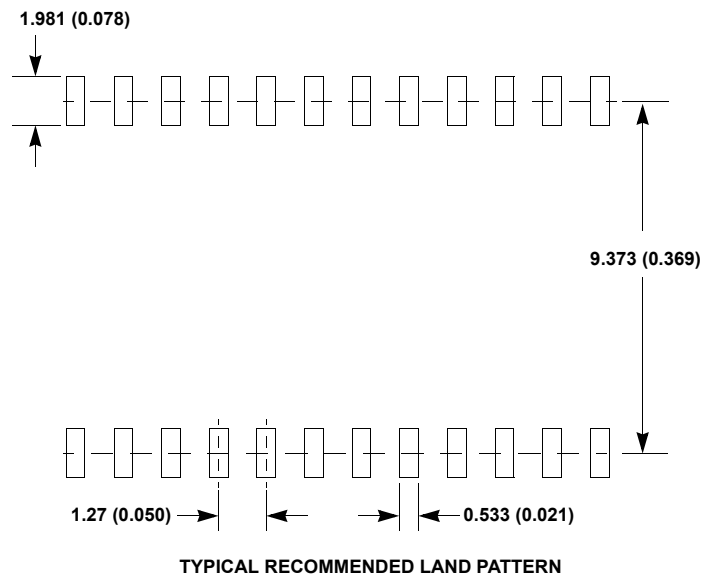 1.981 (0.078)
9.373 (0.369)
1.27 (0.050)
0.533 (0.021)
TYPICAL RECOMMENDED LAND PATTERN